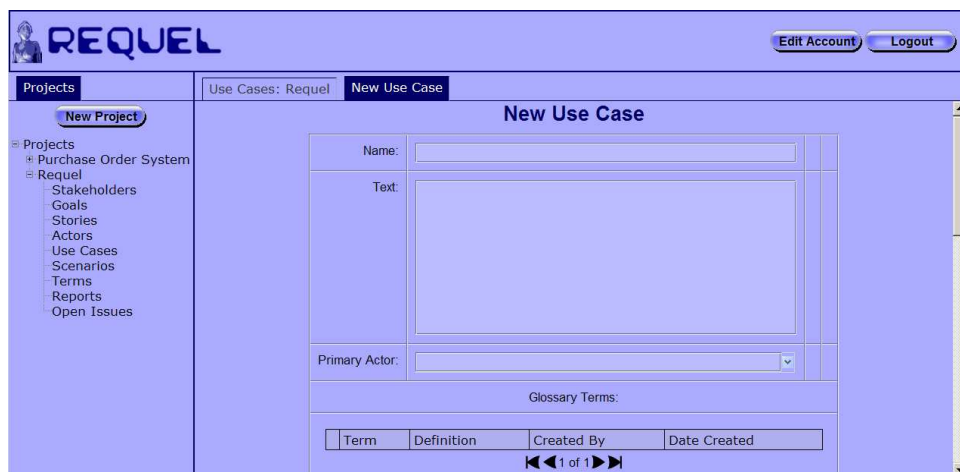 REQUEL
Edit Account Logout
Projects
Use Cases: Requel New Use Case
New Project
Projects
Purchase Order System
Requel
Stakeholders
Goals
Stories
Actors
Use Cases
Scenarios
Terms
Reports
Open Issues
New Use Case
Name:
Text:
Primary Actor:
Glossary Terms:
Term Definition Created By Date Created
1 of 1